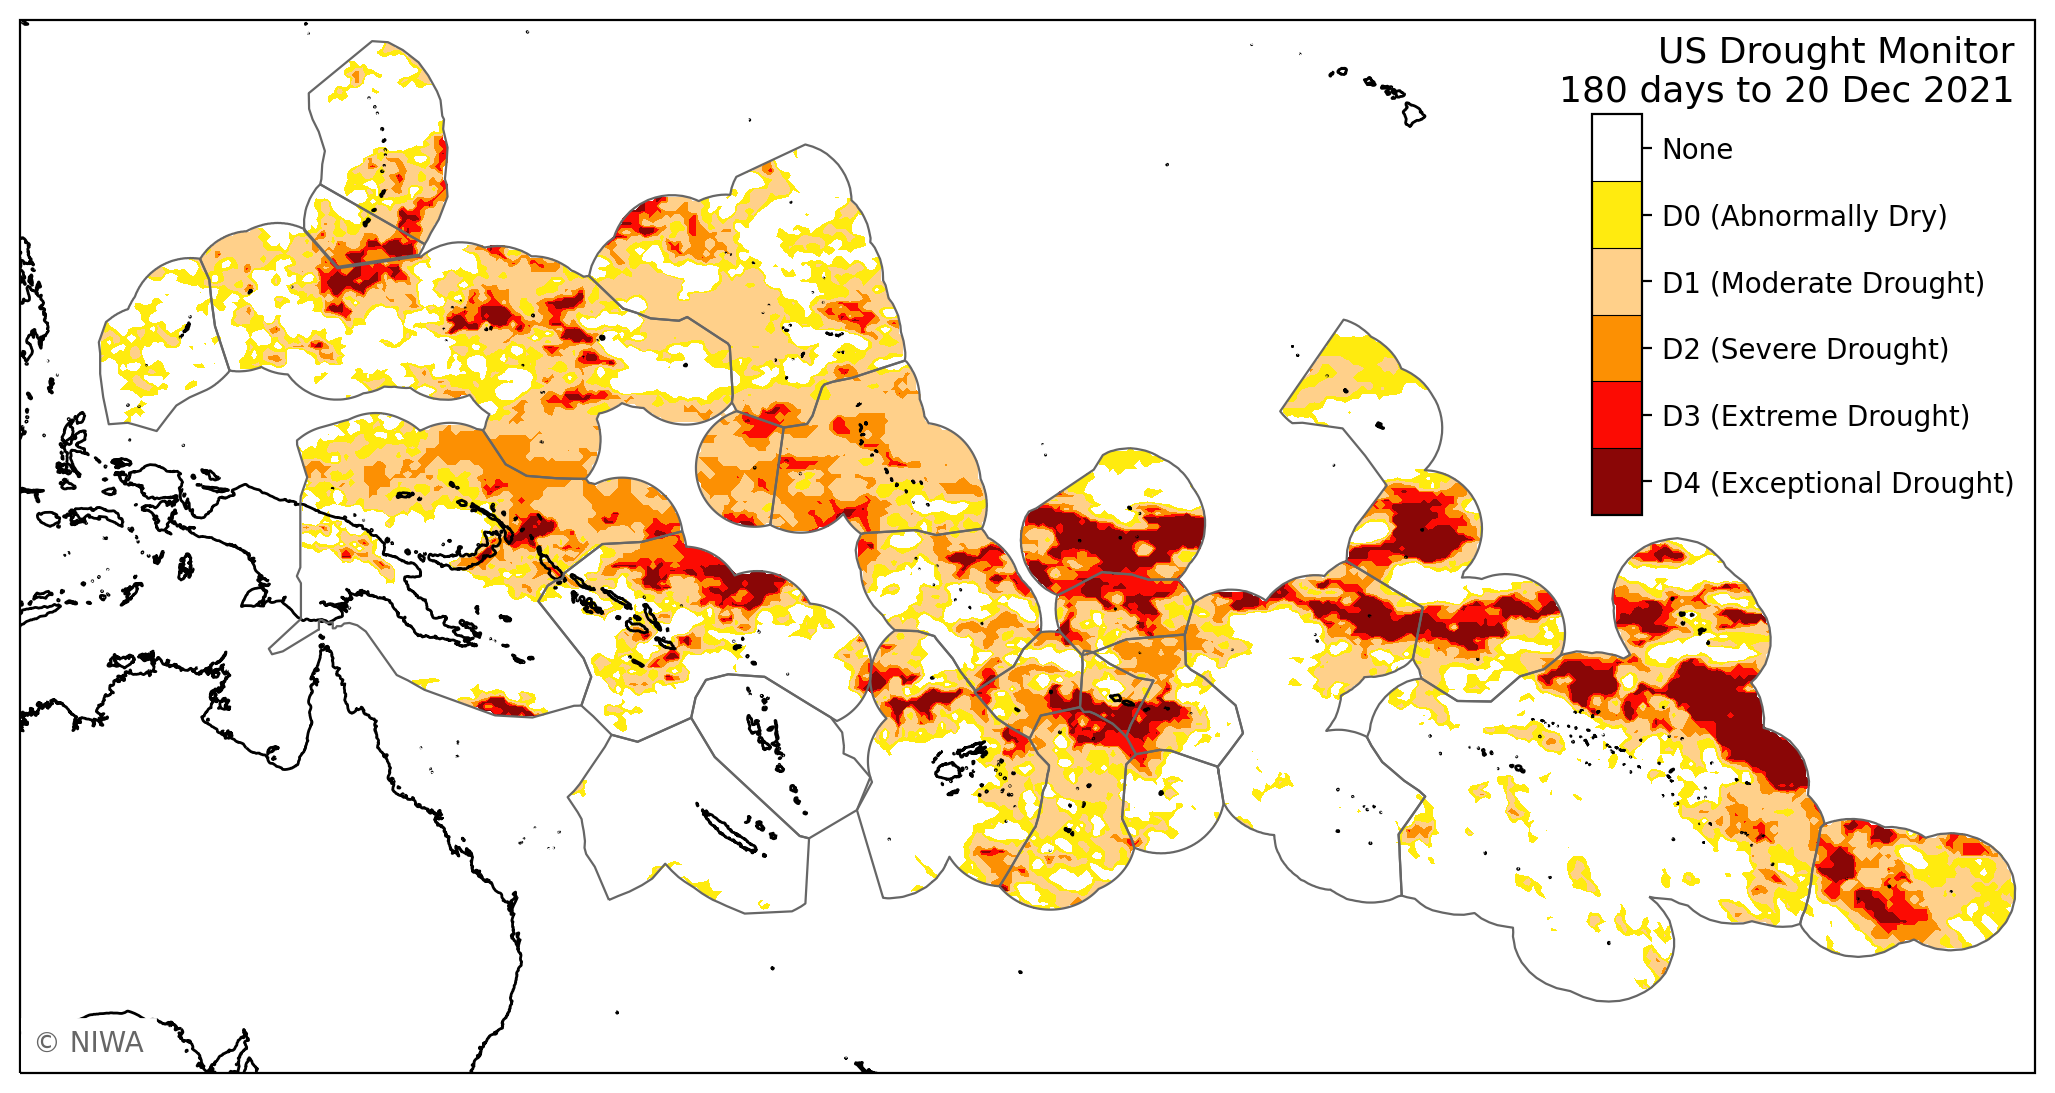 US Drought Monitor
180 days to 20 Dec 2021
None
D0 (Abnormally Dry)
D1 (Moderate Drought)
D2 (Severe Drought)
D3 (Extreme Drought)
D4 (Exceptional Drought)
© NIWA